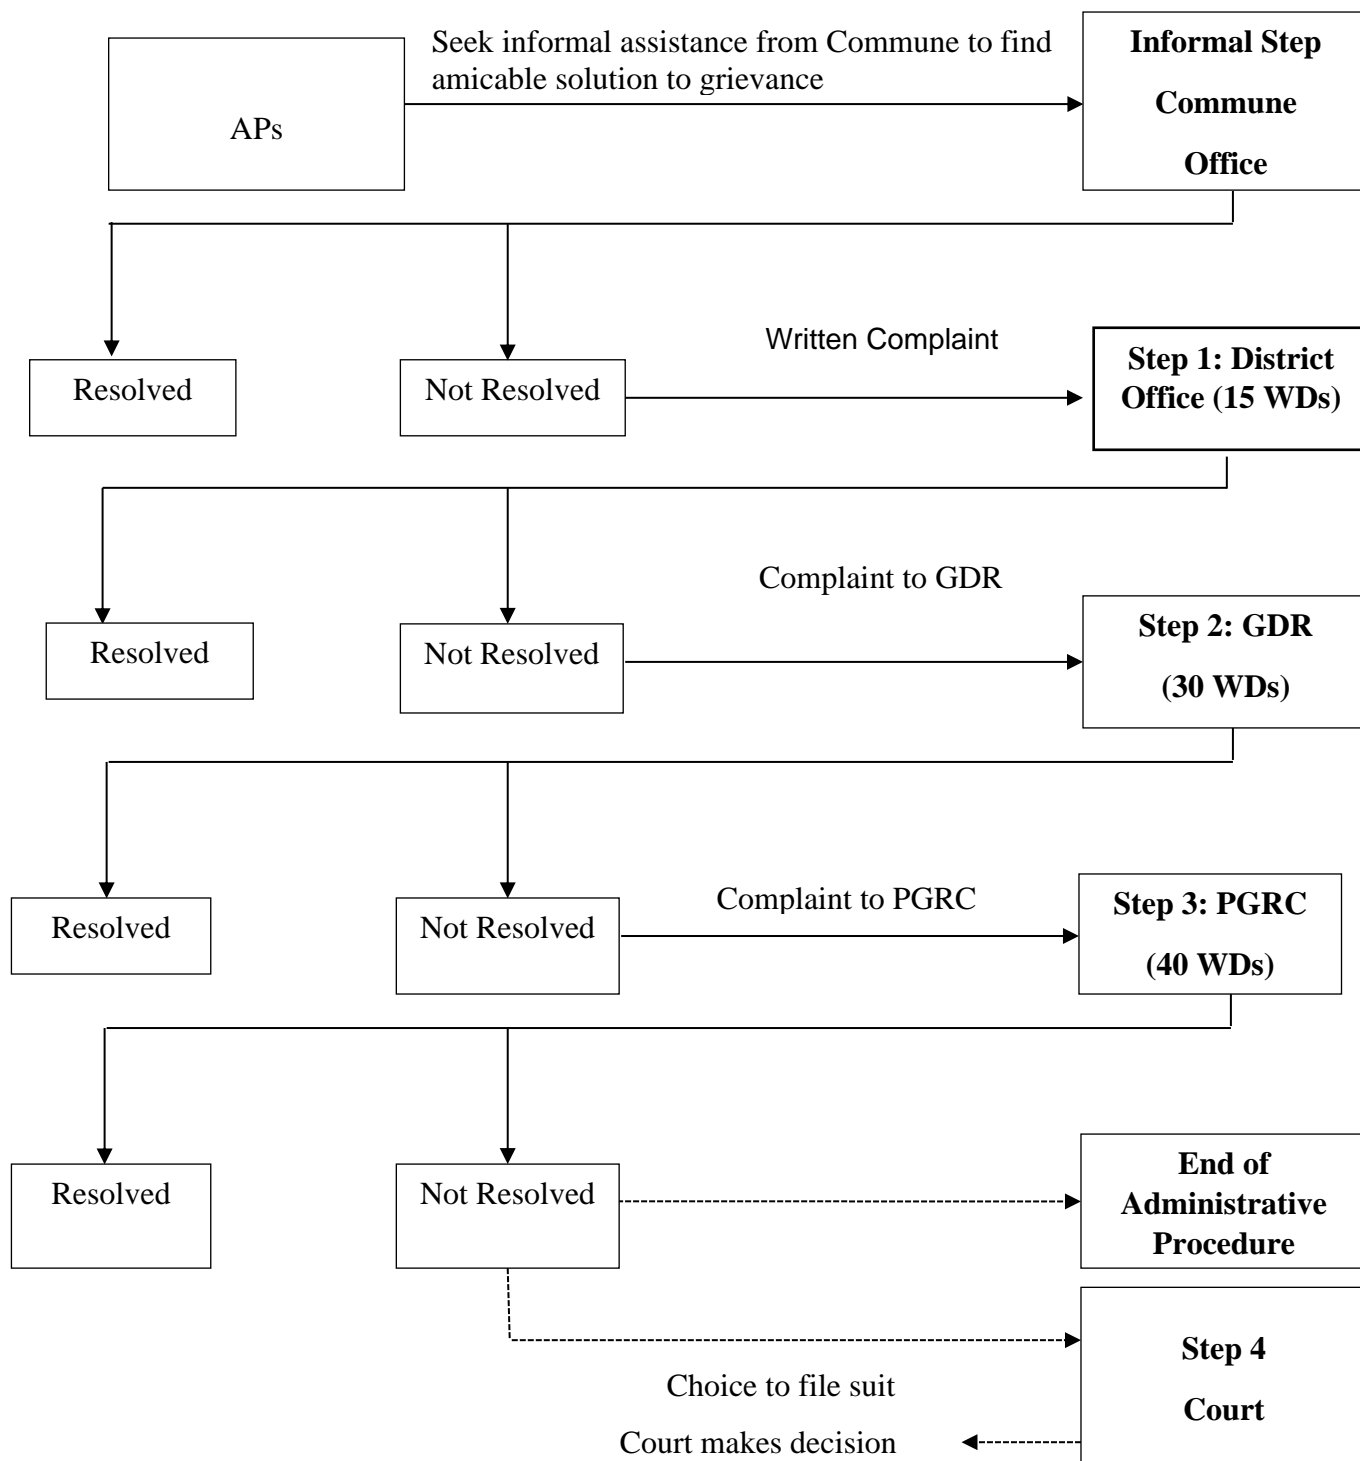 Seek informal assistance from Commune to find
amicable solution to grievance
APs
Informal Step
Commune
Office
Resolved
Not Resolved
Written Complaint
Step 1: District
Office (15 WDs)
Resolved
Not Resolved
Complaint to GDR
Step 2: GDR
(30 WDs)
Resolved
Not Resolved
Complaint to PGRC
Step 3: PGRC
(40 WDs)
Resolved
Not Resolved
End of
Administrative
Procedure
Choice to file suit
Court makes decision
Step 4
Court